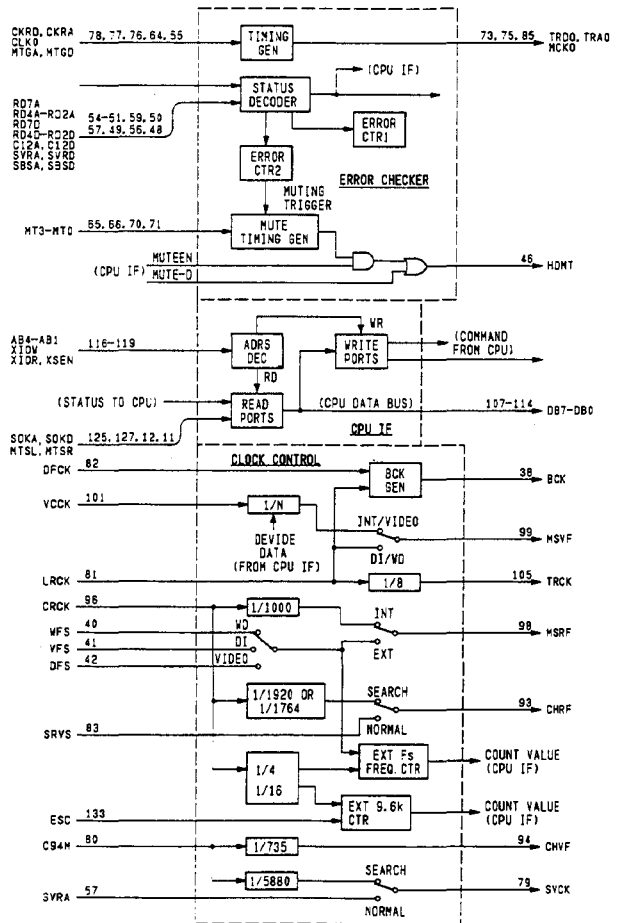 CKRD, CKRA
CLKO
MTGA, MTGD
78, 77, 76, 64, 55
TIMING
GEN
73, 75, 85
TRDO, TRAO
MCKO
(CPU IF)
STATUS
DECODER
RD7A
RD4A-RD2A
RD7D
RD4D-RD2D
C12A, C12D
SVRA, SVRD
SBSA, SBSD
54-51, 59, 50
57, 49, 56, 48
ERROR
CTR1
ERROR
CTR2
ERROR CHECKER
MUTING
TRIGGER
MT3-MT0
65, 66, 70, 71
MUTE
TIMING GEN
MUTEEN
(CPU IF)
MUTE-D
46
HDMT
WR
AB4-AB1
XIOW
XIOR, XSEN
116-119
ADRS
DEC
WRITE
PORTS
(COMMAND
FROM CPU)
RD
(STATUS TO CPU)
READ
PORTS
(CPU DATA BUS)
107-114
DB7-DB0
CPU IF
SOKA, SOKD
MTSL, MTSR
125, 127, 12, 11
CLOCK CONTROL
DFCK
82
BCK
GEN
38
BCK
VCCK
101
1/N
INT/VIDEO
99
MSVF
DEVIDE
DATA
(FROM CPU IF)
DI/WD
LRCK
81
1/8
105
TRCK
CRCK
96
1/1000
INT
98
MSRF
EXT
WFS
40
WD
VFS
41
DI
DFS
42
VIDEO
1/1920 OR
1/1764
SEARCH
93
CHRF
SRVS
83
NORMAL
EXT Fs
FREQ. CTR
COUNT VALUE
(CPU IF)
1/4
1/16
EXT 9.6k
CTR
COUNT VALUE
(CPU IF)
ESC
133
C94M
80
1/735
94
CHVF
1/5880
SEARCH
79
SVCK
SVRA
57
NORMAL